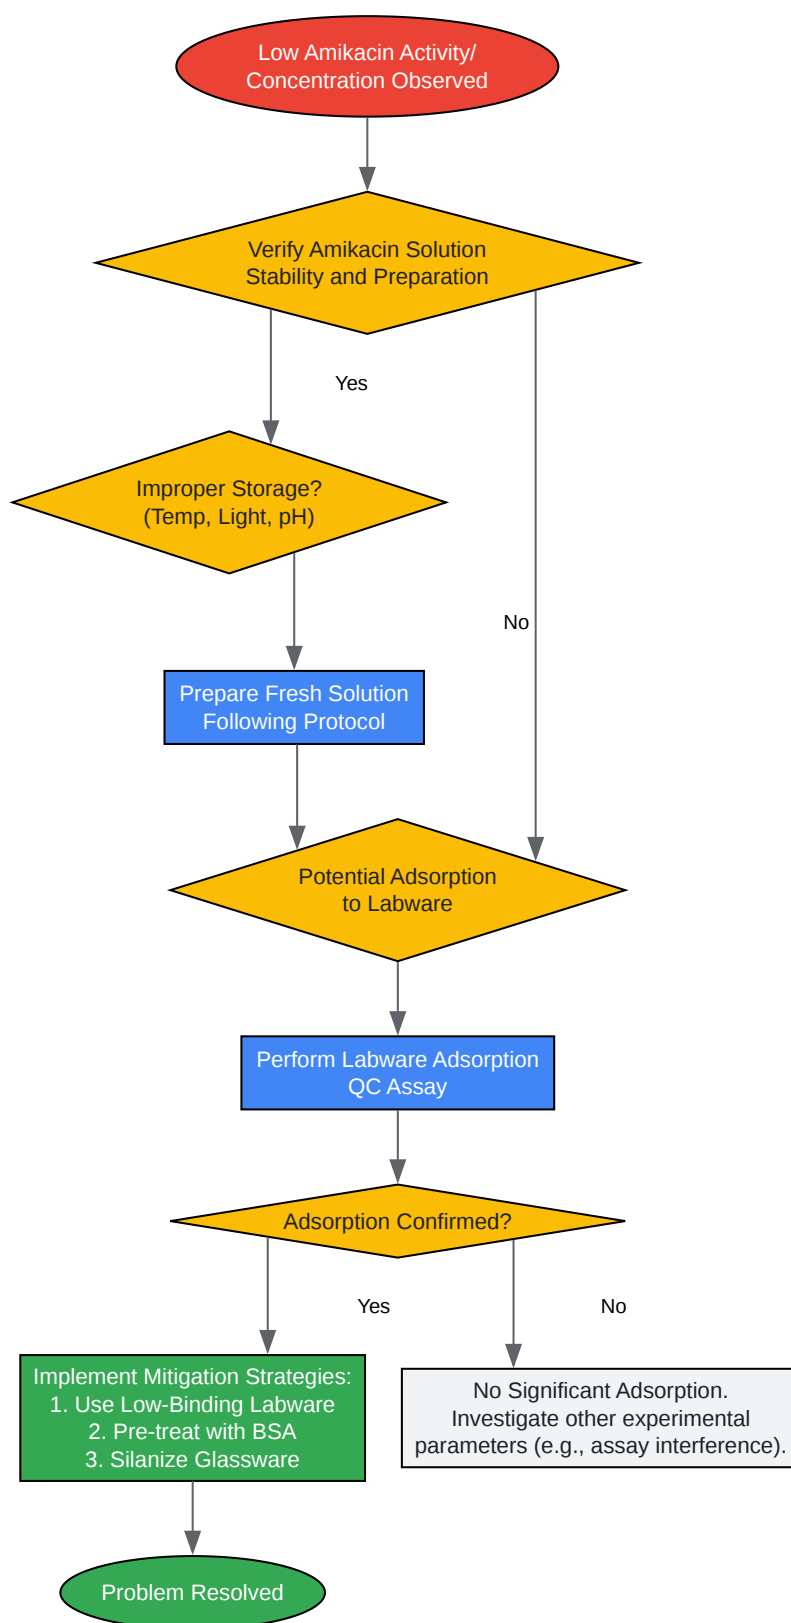 Low Amikacin Activity/
Concentration Observed
Verify Amikacin Solution
Stability and Preparation
Yes
Improper Storage?
(Temp, Light, pH)
No
Prepare Fresh Solution
Following Protocol
Potential Adsorption
to Labware
Perform Labware Adsorption
QC Assay
Adsorption Confirmed?
Yes
No
Implement Mitigation Strategies:
1. Use Low-Binding Labware
2. Pre-treat with BSA
3. Silanize Glassware
No Significant Adsorption.
Investigate other experimental
parameters (e.g., assay interference).
Problem Resolved